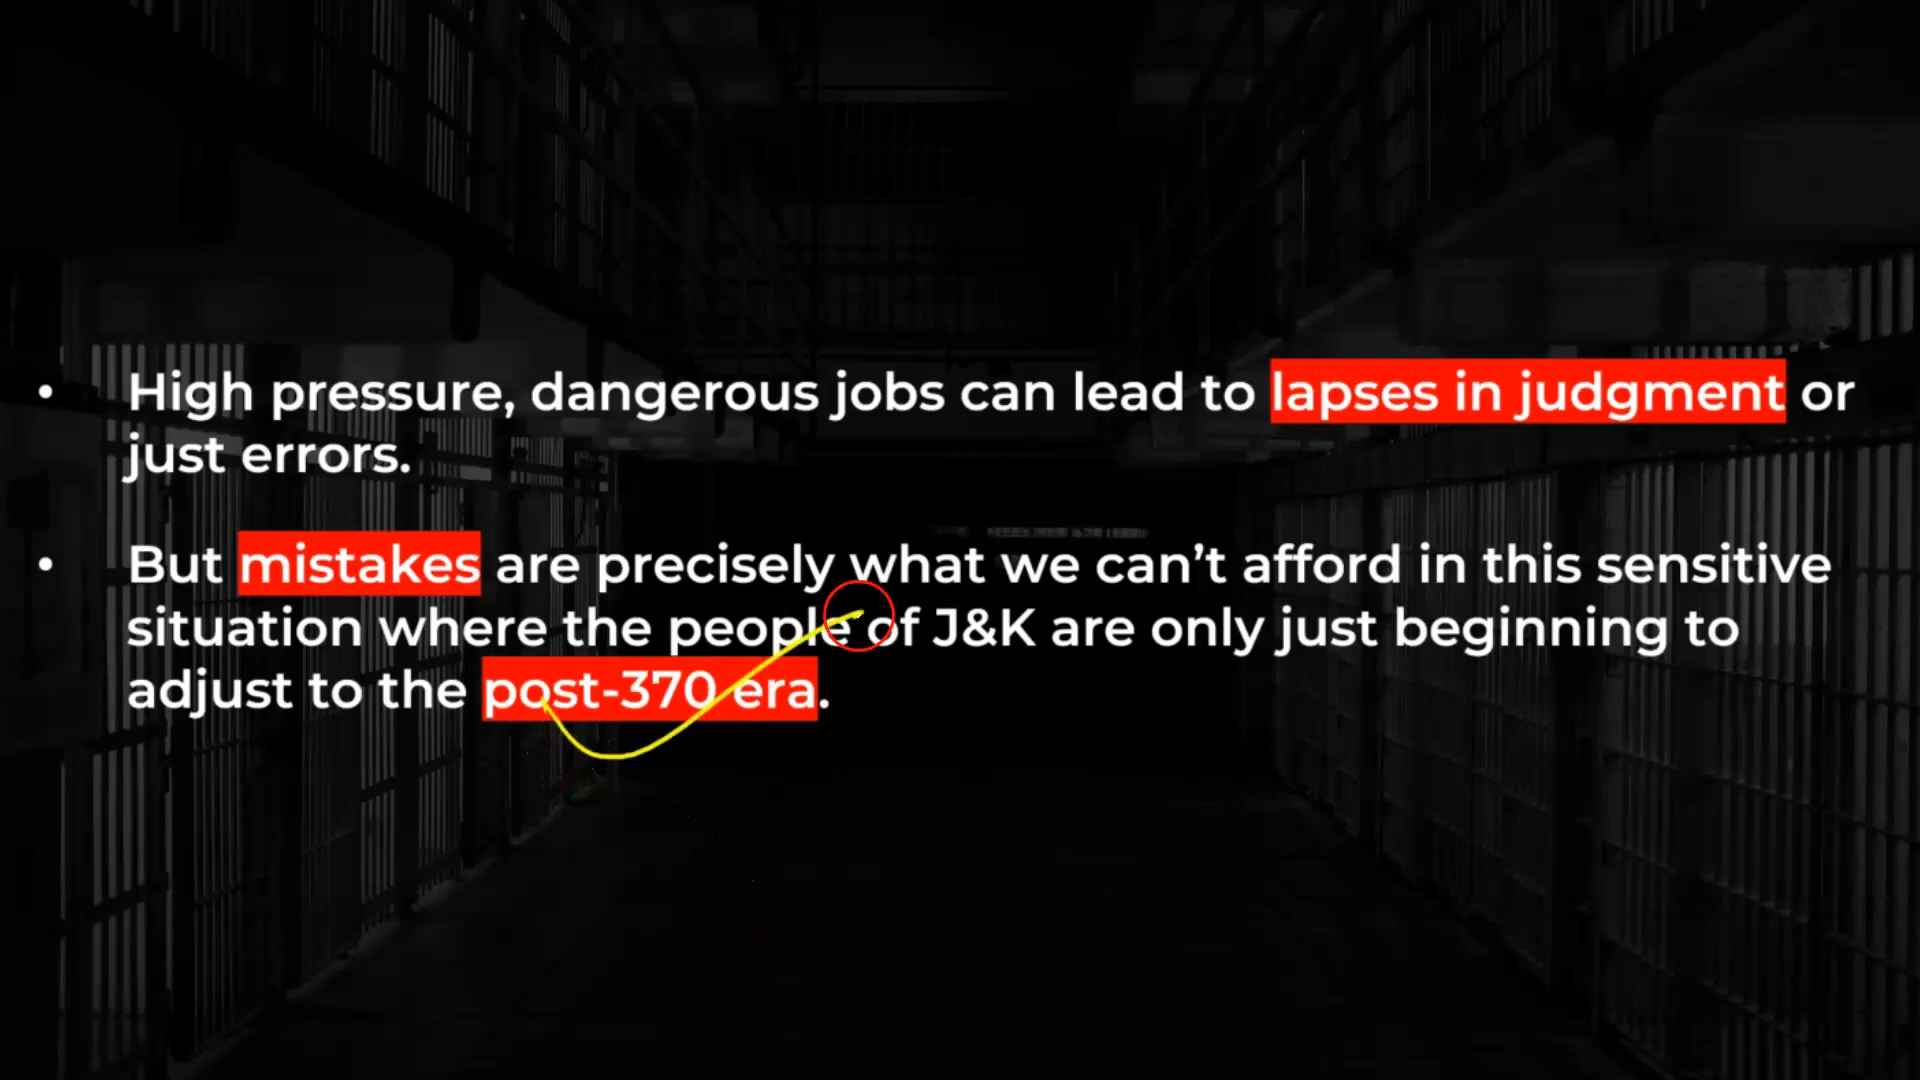 • High pressure, dangerous jobs can lead to lapses in judgment or
just errors.
• But mistakes are precisely what we can’t afford in this sensitive
situation where the people of J&K are only just beginning to
adjust to the post-370 era.